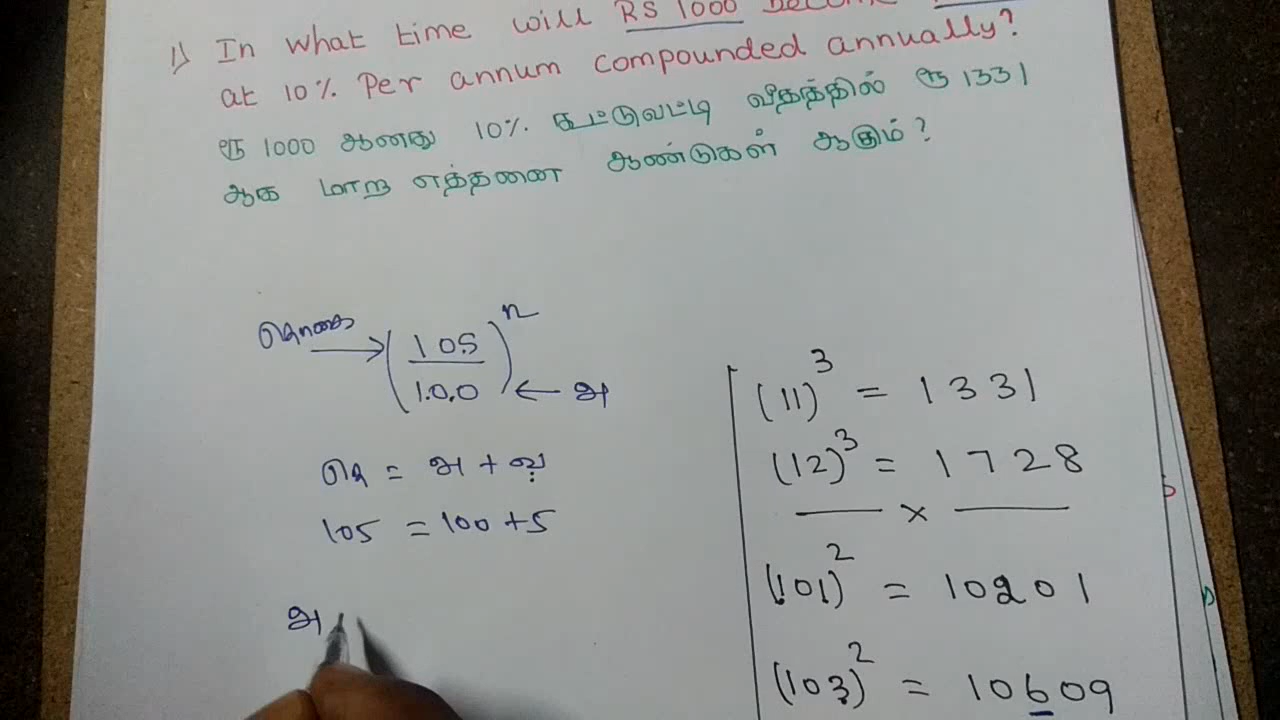 1) In what time will RS 1000
at 10% Per annum compounded annually?
ரூ 1000 ஆனது 10% கூட்டுவட்டி வீதத்தில் ரூ 1331
ஆக மாற எத்தனை ஆண்டுகள் ஆகும்?
தொகை → (105/100)^n ← அ
தொ = அ + வ
105 = 100 + 5
அ
(11)^3 = 1331
(12)^3 = 1728
×
(101)^2 = 10201
(103)^2 = 10609